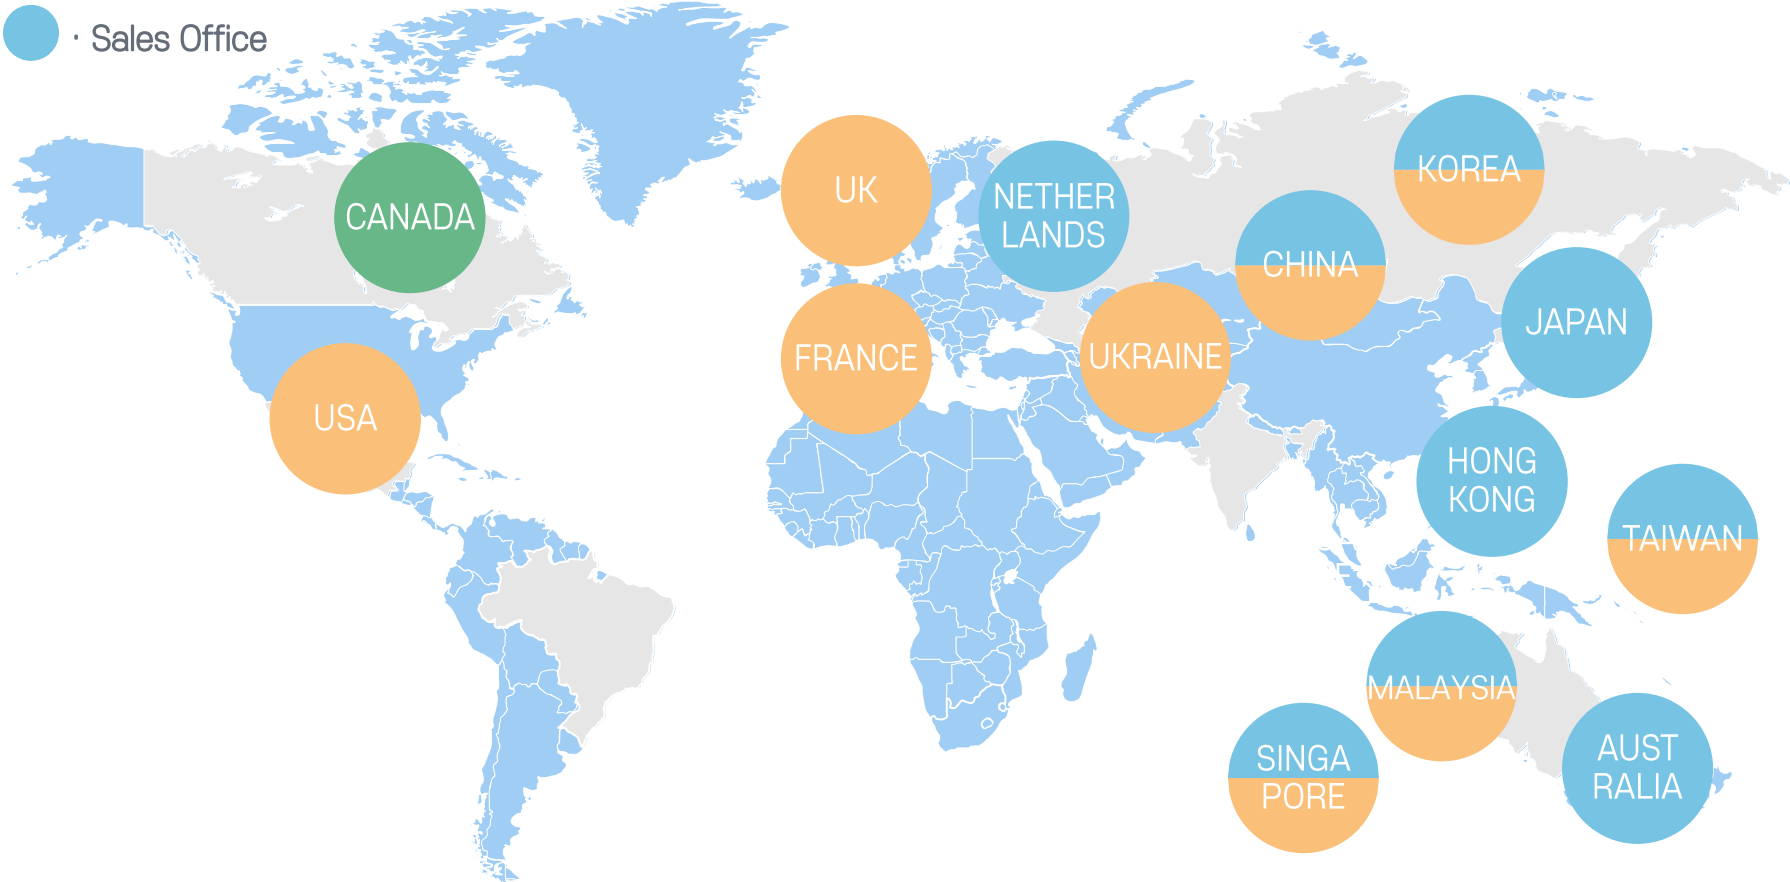 · Sales Office
CANADA
UK
NETHER
LANDS
KOREA
CHINA
JAPAN
FRANCE
UKRAINE
USA
HONG
KONG
TAIWAN
MALAYSIA
SINGA
PORE
AUST
RALIA